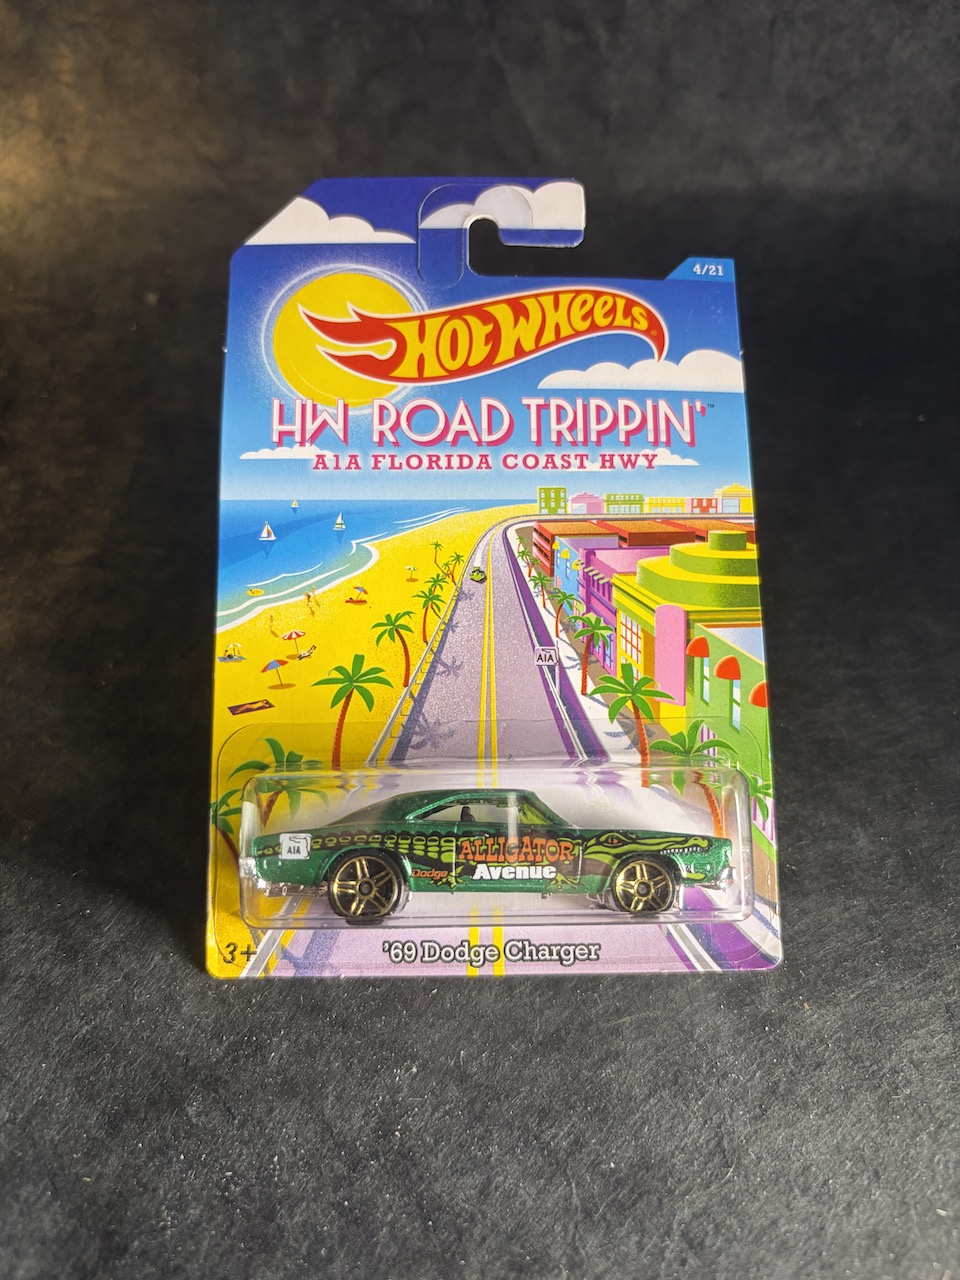 4/21
HOT WHEELS
HW ROAD TRIPPIN'™
A1A FLORIDA COAST HWY
A1A
A1A
ALLIGATOR
Avenue
Dodge
3+
'69 Dodge Charger